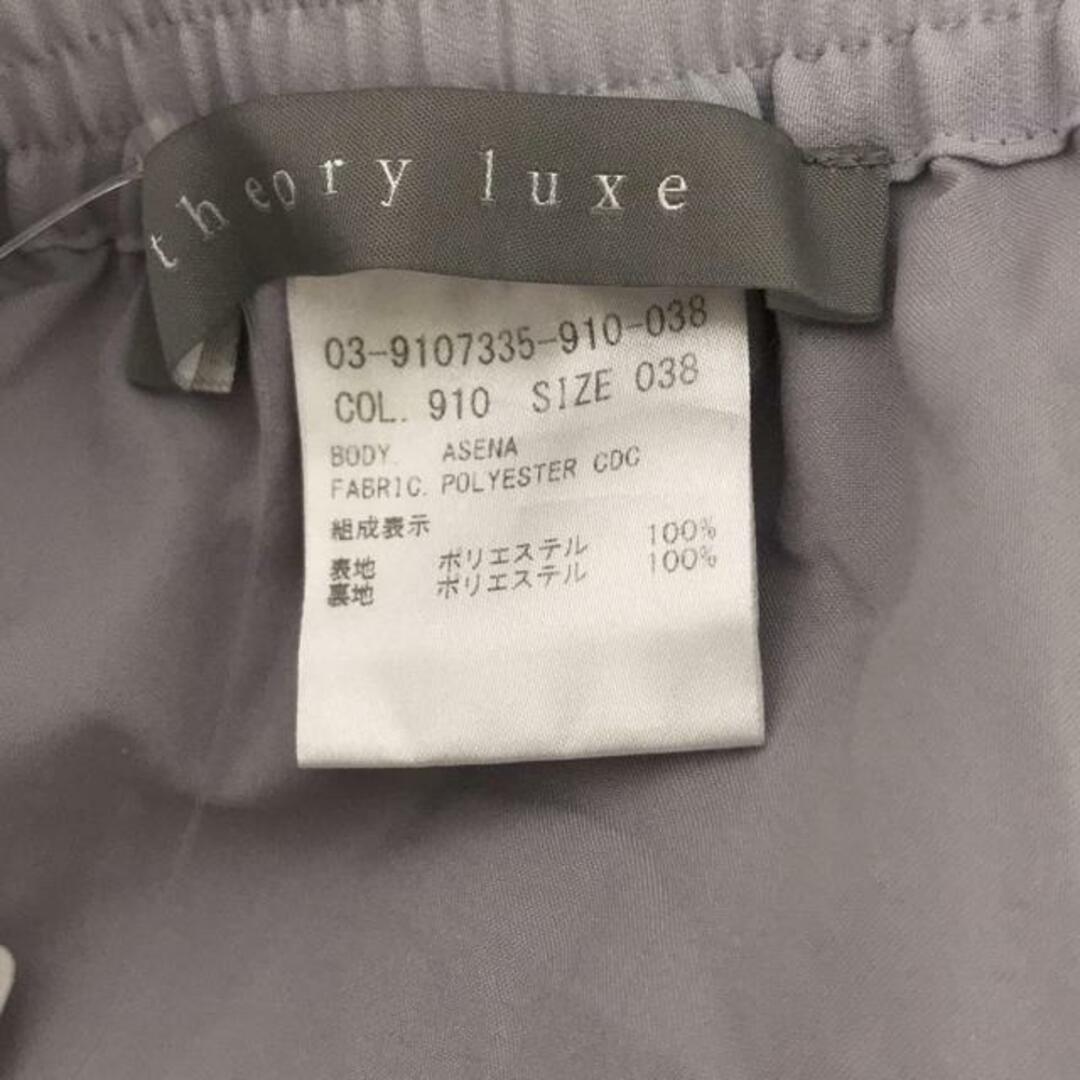 theory luxe
03-9107335-910-038
COL. 910 SIZE 038
BODY. ASENA
FABRIC. POLYESTER CDC
組成表示
表地 ポリエステル 100%
裏地 ポリエステル 100%